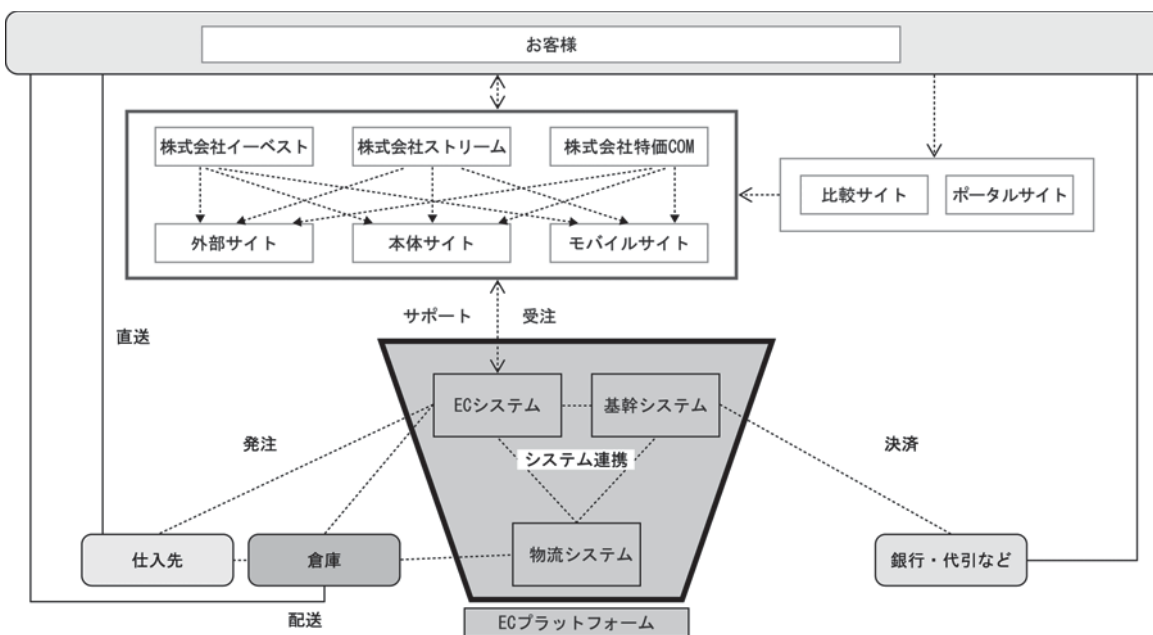 お客様
株式会社イーベスト
株式会社ストリーム
株式会社特価COM
比較サイト
ポータルサイト
外部サイト
本体サイト
モバイルサイト
サポート
受注
直送
ECシステム
基幹システム
発注
決済
システム連携
仕入先
倉庫
物流システム
銀行・代引など
配送
ECプラットフォーム